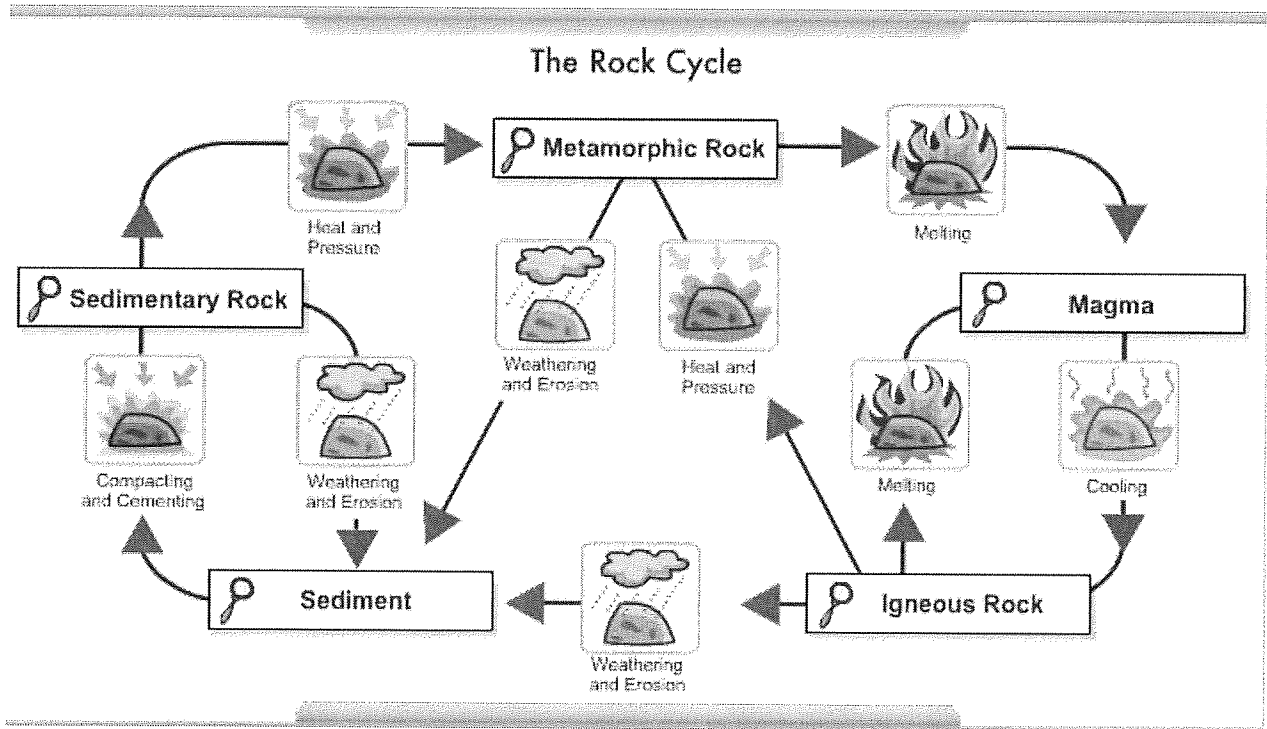 The Rock Cycle
Heat and
Pressure
Metamorphic Rock
Melting
Sedimentary Rock
Weathering
and Erosion
Heat and
Pressure
Magma
Compacting
and Cementing
Weathering
and Erosion
Melting
Cooling
Sediment
Weathering
and Erosion
Igneous Rock